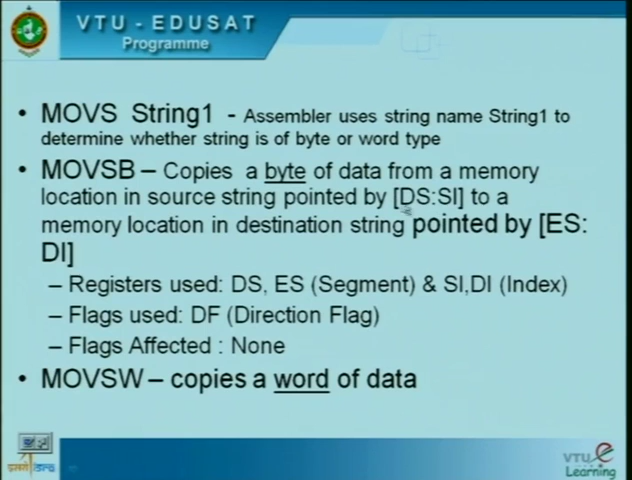 VTU - EDUSAT
Programme
• MOVS String1 - Assembler uses string name String1 to
determine whether string is of byte or word type
• MOVSB – Copies a byte of data from a memory
location in source string pointed by [DS:SI] to a
memory location in destination string pointed by [ES:
DI]
– Registers used: DS, ES (Segment) & SI,DI (Index)
– Flags used: DF (Direction Flag)
– Flags Affected : None
• MOVSW – copies a word of data
VTU e
Learning